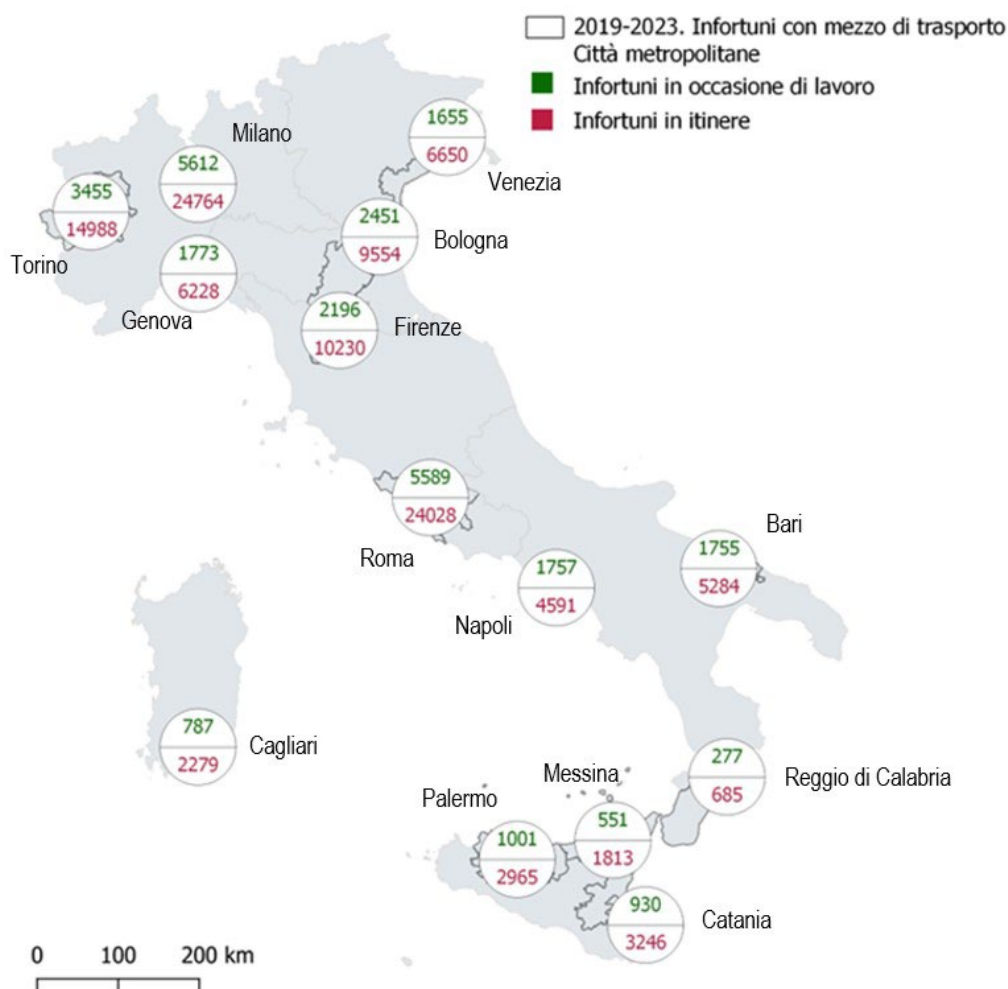 2019-2023. Infortuni con mezzo di trasporto
Città metropolitane
Infortuni in occasione di lavoro
Infortuni in itinere
Milano
5612
24764
1655
6650
Venezia
3455
14988
Torino
2451
9554
Bologna
1773
6228
Genova
2196
10230
Firenze
5589
24028
Roma
1757
4591
Napoli
Bari
1755
5284
787
2279
Cagliari
277
685
Reggio di Calabria
Messina
551
1813
Palermo
1001
2965
930
3246
Catania
0 100 200 km